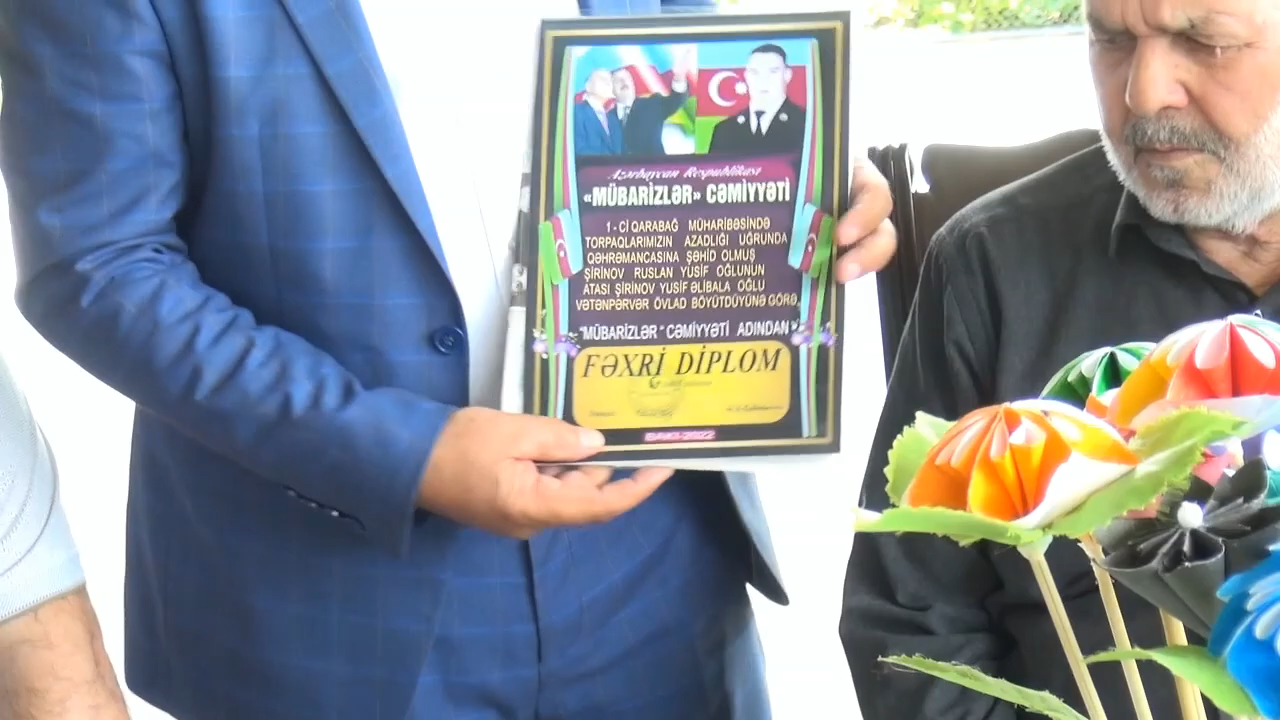 Azərbaycan Respublikası
«MÜBARİZLƏR» CƏMİYYƏTİ
1 - Cİ QARABAĞ MÜHARİBƏSİNDƏ
TORPAQLARIMIZIN AZADLIĞI UĞRUNDA
QƏHRƏMANCASINA ŞƏHİD OLMUŞ
ŞİRİNOV RUSLAN YUSİF OĞLUNUN
ATASI ŞİRİNOV YUSİF ƏLİBALA OĞLU
VƏTƏNPƏRVƏR ÖVLAD BÖYÜTDÜYÜNƏ GÖRƏ
"MÜBARİZLƏR" CƏMİYYƏTİ ADINDAN
FƏXRİ DİPLOM
BAKI-2022